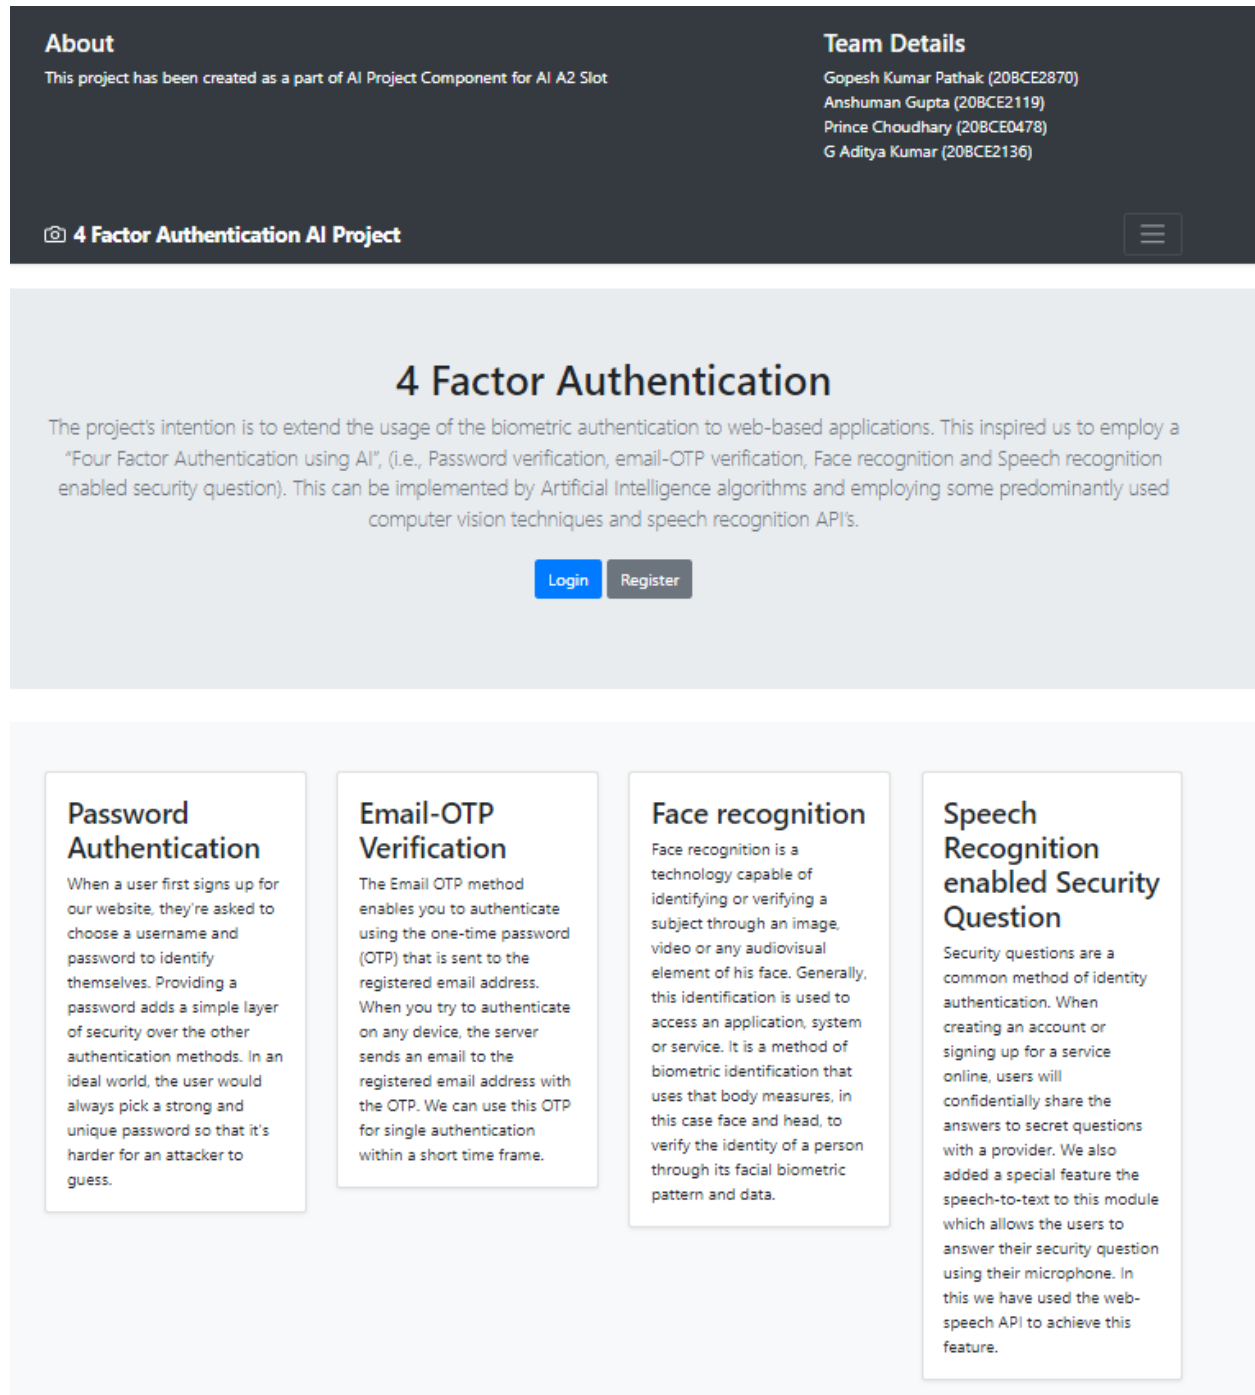 About
This project has been created as a part of AI Project Component for AI A2 Slot
Team Details
Gopesh Kumar Pathak (20BCE2870)
Anshuman Gupta (20BCE2119)
Prince Choudhary (20BCE0478)
G Aditya Kumar (20BCE2136)
4 Factor Authentication AI Project
4 Factor Authentication
The project's intention is to extend the usage of the biometric authentication to web-based applications. This inspired us to employ a
"Four Factor Authentication using AI", (i.e., Password verification, email-OTP verification, Face recognition and Speech recognition
enabled security question). This can be implemented by Artificial Intelligence algorithms and employing some predominantly used
computer vision techniques and speech recognition API's.
Login Register
Password
Authentication
When a user first signs up for
our website, they're asked to
choose a username and
password to identify
themselves. Providing a
password adds a simple layer
of security over the other
authentication methods. In an
ideal world, the user would
always pick a strong and
unique password so that it's
harder for an attacker to
guess.
Email-OTP
Verification
The Email OTP method
enables you to authenticate
using the one-time password
(OTP) that is sent to the
registered email address.
When you try to authenticate
on any device, the server
sends an email to the
registered email address with
the OTP. We can use this OTP
for single authentication
within a short time frame.
Face recognition
Face recognition is a
technology capable of
identifying or verifying a
subject through an image,
video or any audiovisual
element of his face. Generally,
this identification is used to
access an application, system
or service. It is a method of
biometric identification that
uses that body measures, in
this case face and head, to
verify the identity of a person
through its facial biometric
pattern and data.
Speech
Recognition
enabled Security
Question
Security questions are a
common method of identity
authentication. When
creating an account or
signing up for a service
online, users will
confidentially share the
answers to secret questions
with a provider. We also
added a special feature the
speech-to-text to this module
which allows the users to
answer their security question
using their microphone. In
this we have used the web-
speech API to achieve this
feature.